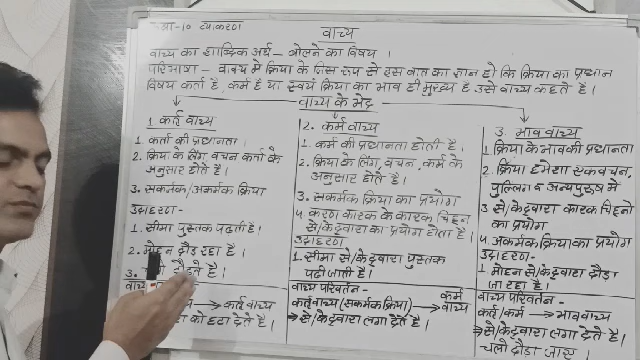 कक्षा-10 व्याकरण
वाच्य
वाच्य का शाब्दिक अर्थ – बोलने का विषय ।
परिभाषा – वाक्य मे क्रिया के जिस रूप से इस बात का ज्ञान हो कि क्रिया का प्रधान
विषय कर्ता है, कर्म है या स्वयं क्रिया का भाव ही मुख्य है उसे वाच्य कहते हैं।
वाच्य के भेद
1 कर्तृ वाच्य
1. कर्ता की प्रधानता ।
2. क्रिया के लिंग, वचन कर्ता के
अनुसार होते हैं।
3. सकर्मक/अकर्मक क्रिया
उदाहरण-
1. सीमा पुस्तक पढ़ती है।
2. मोहन दौड़ रहा है।
3. दौड़ते हैं।
वाच्य
→ कर्तृ वाच्य
को हटा देते हैं।
2. कर्म वाच्य
1. कर्म की प्रधानता होती है।
2. क्रिया के लिंग, वचन, कर्म के
अनुसार होते हैं।
3. सकर्मक क्रिया का प्रयोग
4 करण कारक के कारक चिह्न
से/केद्वारा का प्रयोग होता है।
उदाहरण
1. सीमा से/केद्वारा पुस्तक
पढ़ी जाती है।
वाच्य परिवर्तन-
कर्तृवाच्य (सकर्मक क्रिया) → कर्म वाच्य
⇒ से/केद्वारा लगा देते हैं।
3. भाव वाच्य
1 क्रिया के भाव की प्रधानता
2. क्रिया हमेशा एकवचन,
पुल्लिंग व अन्यपुरुष में
3 से/केद्वारा कारक चिह्नो
का प्रयोग
4 अकर्मक क्रिया का प्रयोग
उदाहरण-
1 मोहन से/केद्वारा दौड़ा
जा रहा है।
वाच्य परिवर्तन-
कर्तृ/कर्म → भाव वाच्य
⇒ से/केद्वारा लगा देते हैं।
चलो दौड़ा जाए।